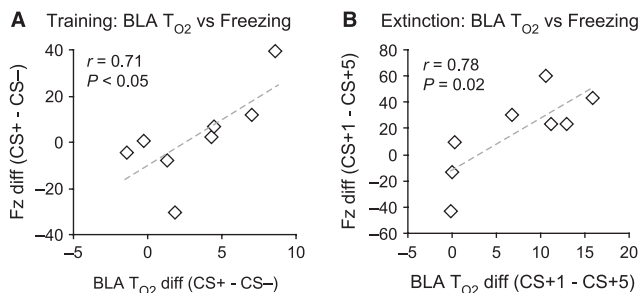 A Training: BLA TO2 vs Freezing
r = 0.71
P < 0.05
Fz diff (CS+ - CS–)
40
20
0
–20
–40
–5 0 5 10
BLA TO2 diff (CS+ - CS–)
B Extinction: BLA TO2 vs Freezing
r = 0.78
P = 0.02
Fz diff (CS+1 - CS+5)
80
60
40
20
0
–20
–40
–60
–5 0 5 10 15 20
BLA TO2 diff (CS+1 - CS+5)